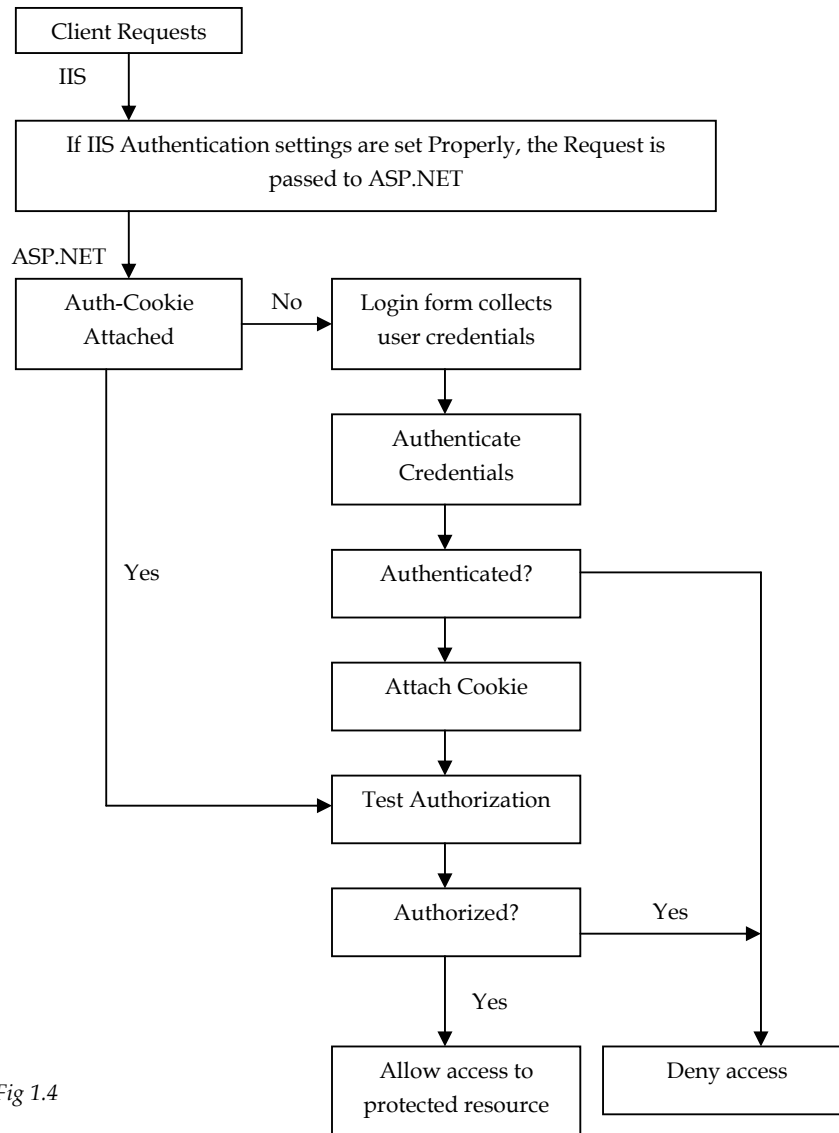 Client Requests
IIS
If IIS Authentication settings are set Properly, the Request is
passed to ASP.NET
ASP.NET
Auth-Cookie
Attached
No
Login form collects
user credentials
Authenticate
Credentials
Yes
Authenticated?
Attach Cookie
Test Authorization
Authorized?
Yes
Yes
Allow access to
protected resource
Deny access
Fig 1.4